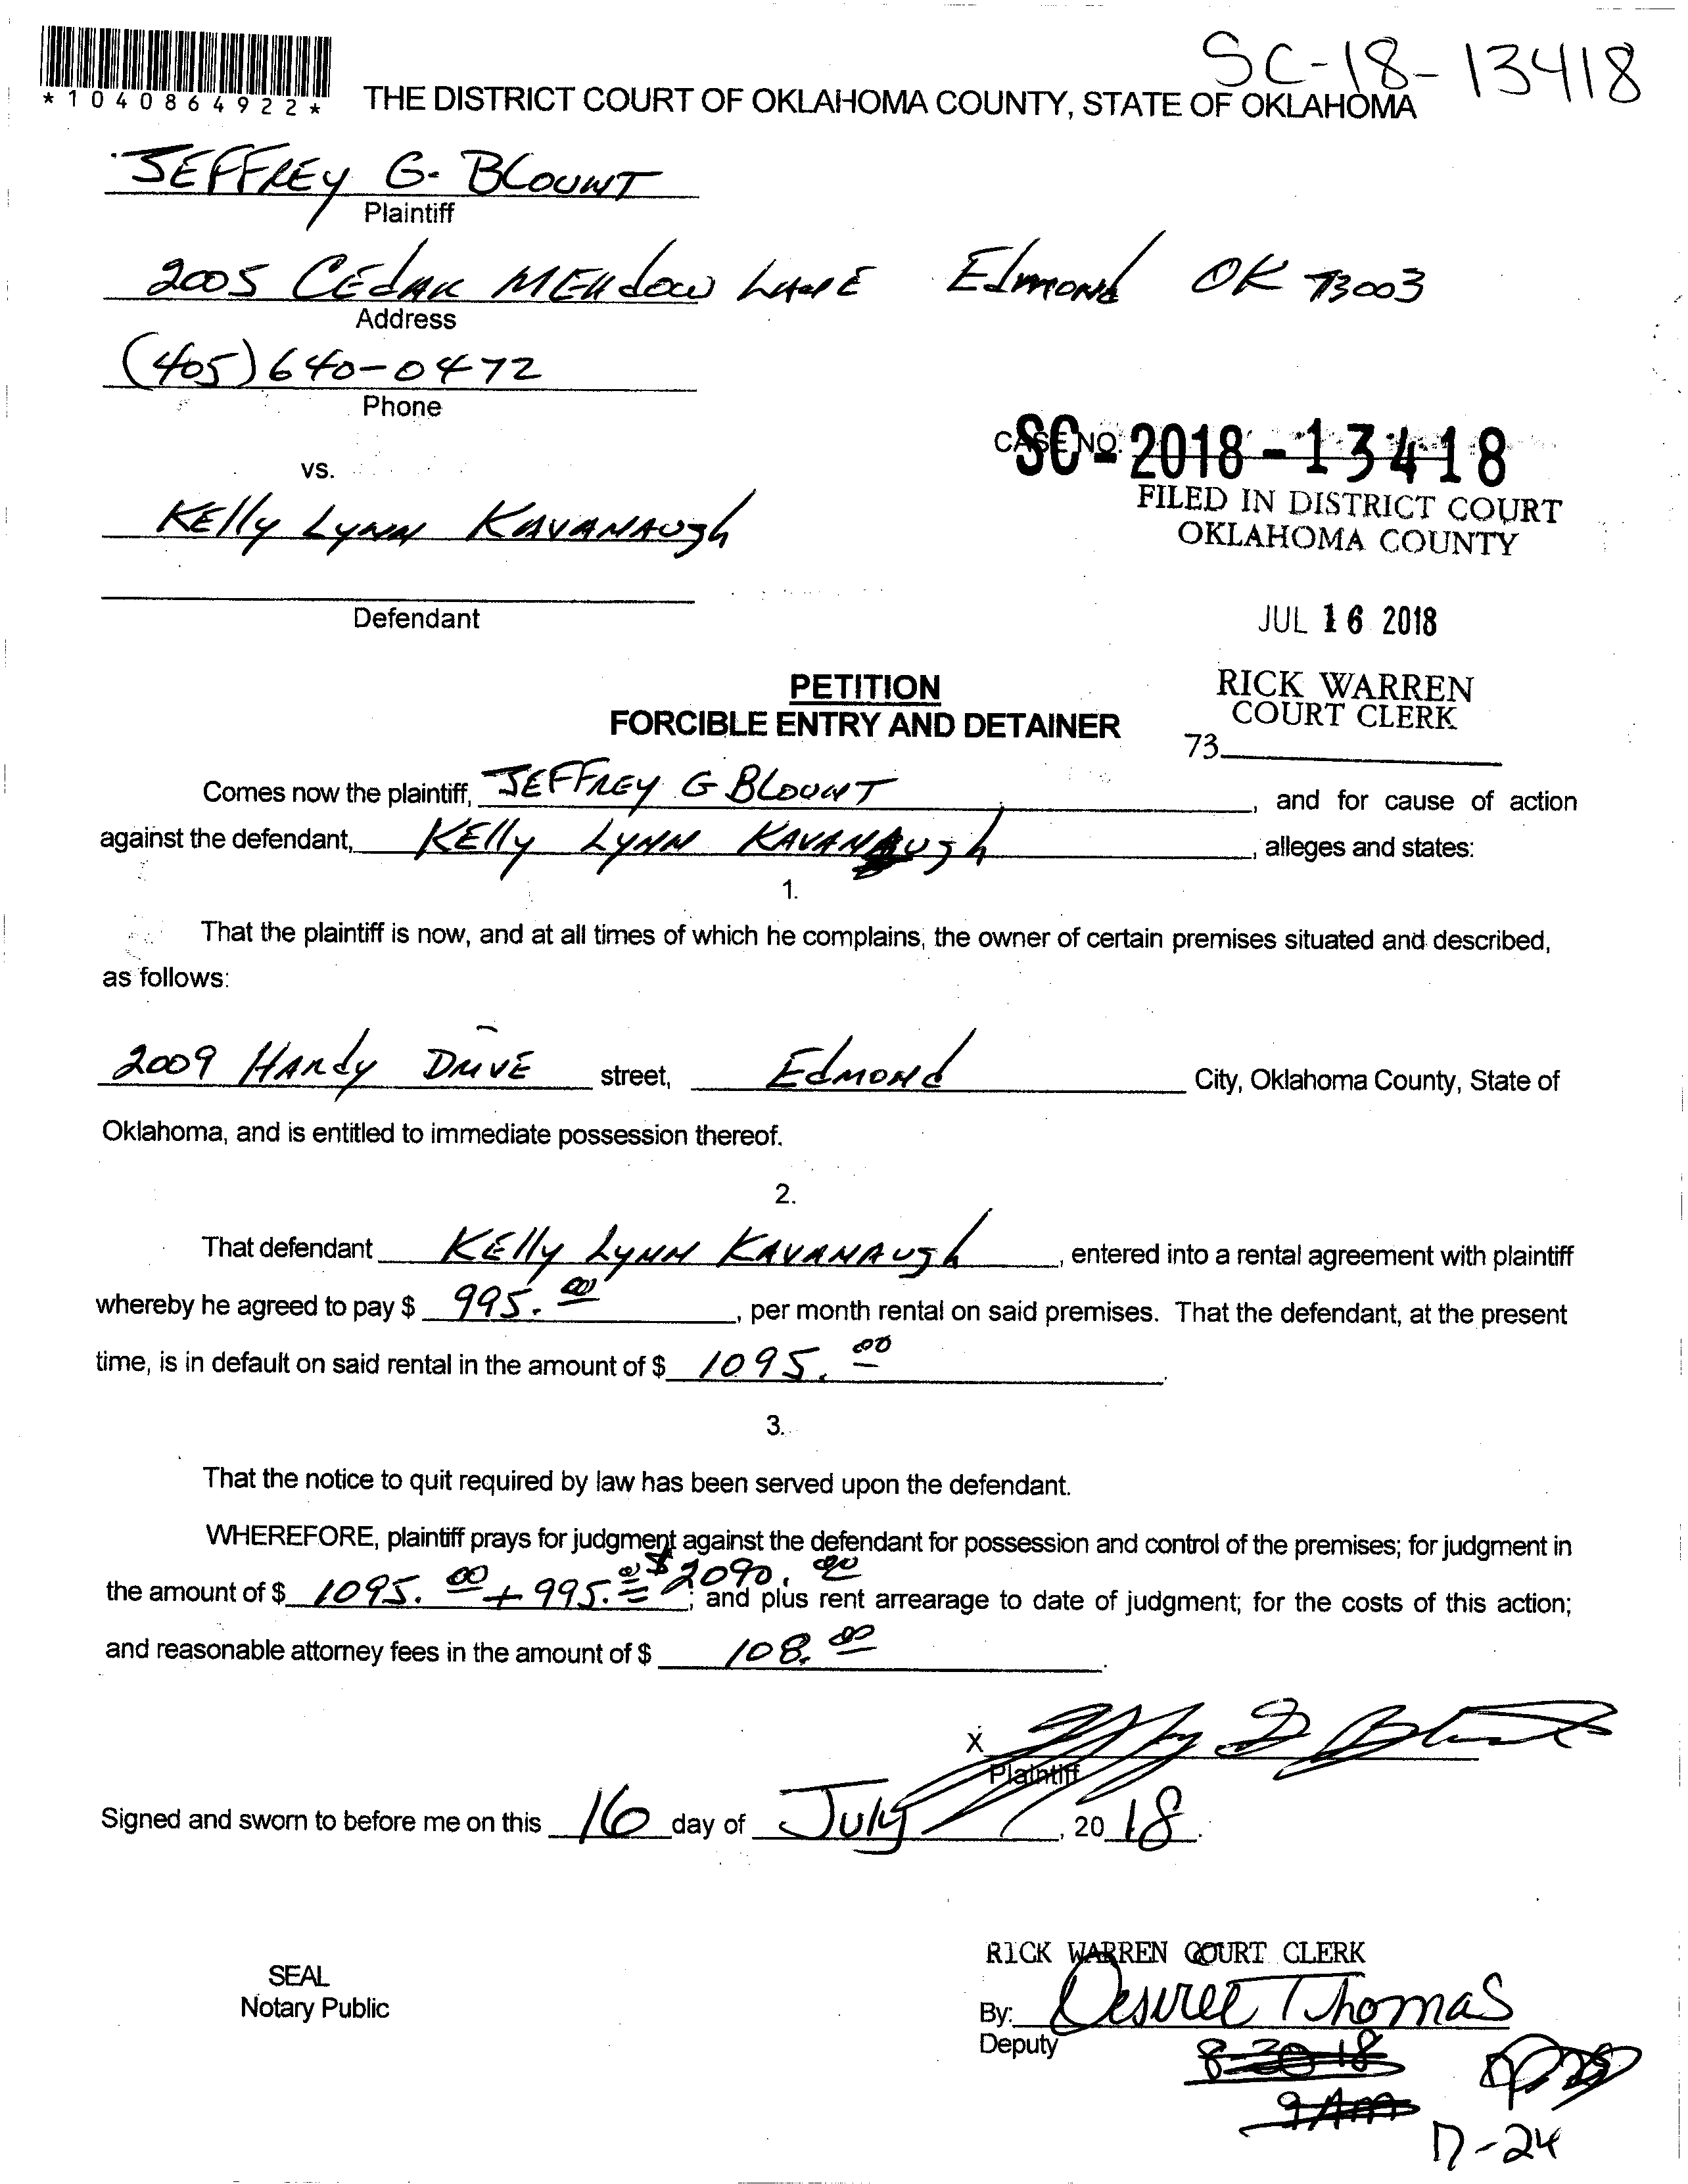 SC-18-13418
*1040864922*
THE DISTRICT COURT OF OKLAHOMA COUNTY, STATE OF OKLAHOMA
JEFFREY G. BLOUNT
Plaintiff
2005 CEdAR MEAdow LANE Edmond OK 73003
Address
(405) 640-0472
Phone
CASE NO.
SC - 2018 - 13418
vs.
FILED IN DISTRICT COURT
OKLAHOMA COUNTY
KElly LyNN KAVANAugh
Defendant
JUL 16 2018
PETITION
FORCIBLE ENTRY AND DETAINER
RICK WARREN
COURT CLERK
73
Comes now the plaintiff, JEFFREY G BLOUNT, and for cause of action
against the defendant, KElly LyNN KAVANAugh, alleges and states:
1.
That the plaintiff is now, and at all times of which he complains, the owner of certain premises situated and described,
as follows:
2009 HARdy DRIVE street, EdMONd City, Oklahoma County, State of
Oklahoma, and is entitled to immediate possession thereof.
2.
That defendant KElly LyNN KAVANAugh, entered into a rental agreement with plaintiff
whereby he agreed to pay $ 995.00, per month rental on said premises. That the defendant, at the present
time, is in default on said rental in the amount of $ 1095.00.
3.
That the notice to quit required by law has been served upon the defendant.
WHEREFORE, plaintiff prays for judgment against the defendant for possession and control of the premises; for judgment in
the amount of $ 1095.00 + 995.00 = $2090.00; and plus rent arrearage to date of judgment; for the costs of this action;
and reasonable attorney fees in the amount of $ 108.00.
X
Plaintiff
Signed and sworn to before me on this 16 day of July, 2018.
RICK WARREN COURT CLERK
SEAL
Notary Public
By: Desiree Thomas
Deputy
8-30-18
9 Am
7-24